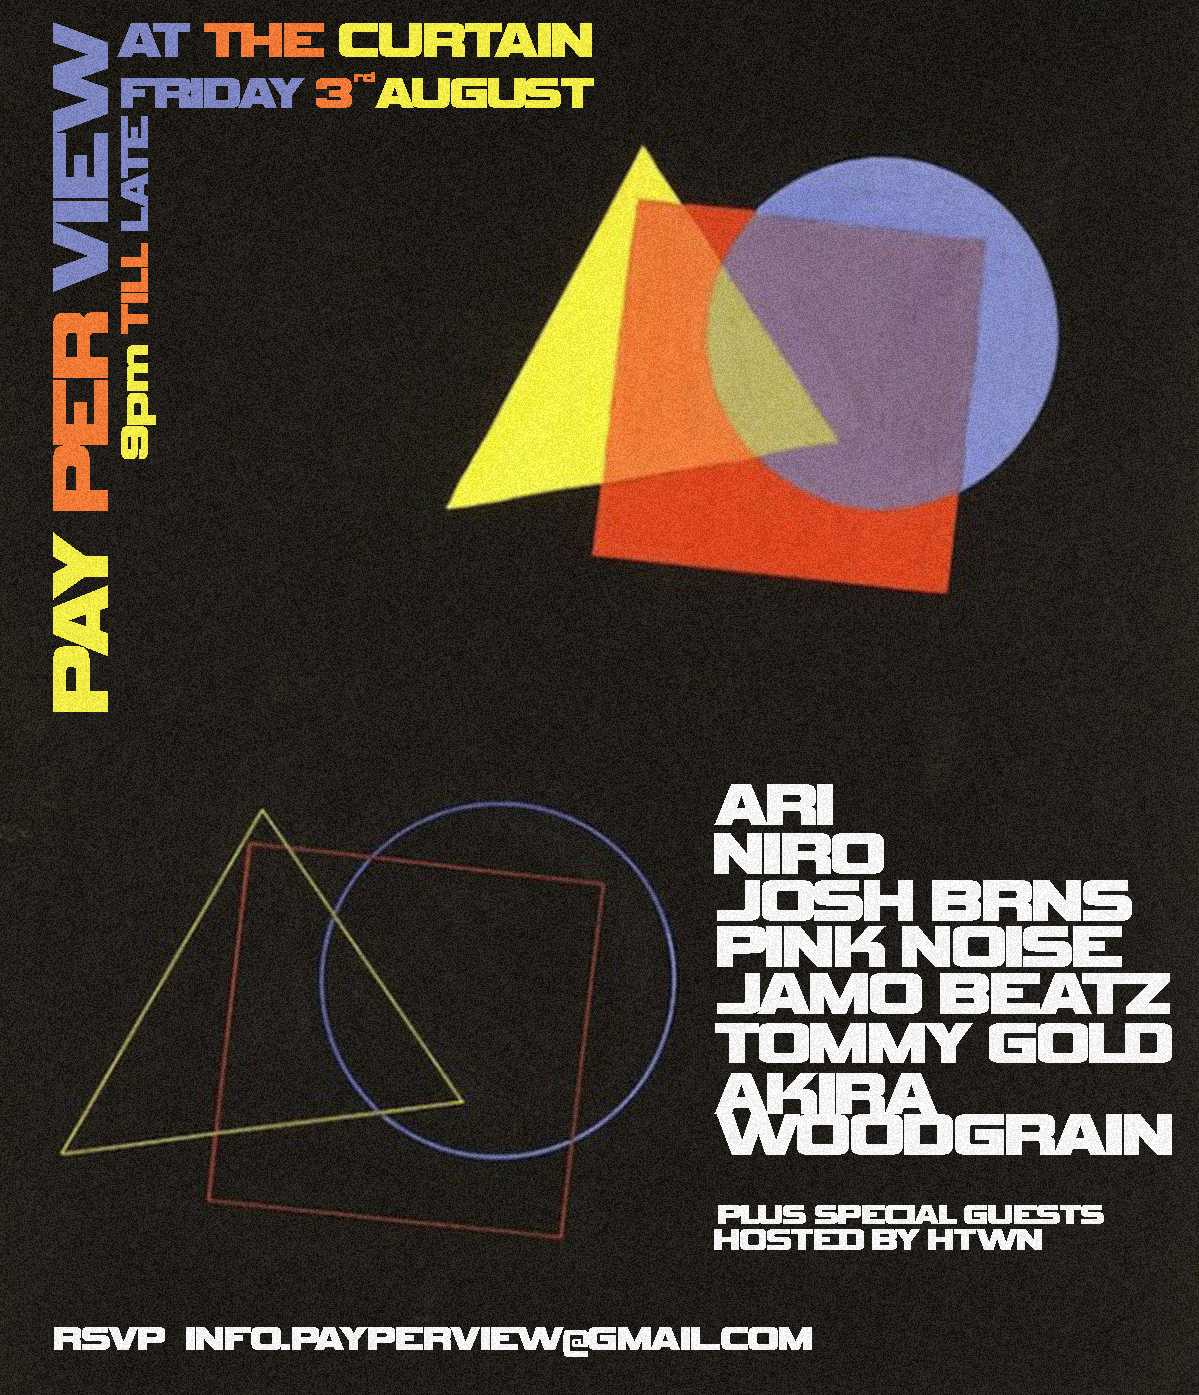 PAY PER VIEW
AT THE CURTAIN
FRIDAY 3rd AUGUST
9pm TILL LATE
ARI
NIRO
JOSH BRNS
PINK NOISE
JAMO BEATZ
TOMMY GOLD
AKIRA
WOODGRAIN
PLUS SPECIAL GUESTS
HOSTED BY HTWN
RSVP INFO.PAYPERVIEW@GMAIL.COM